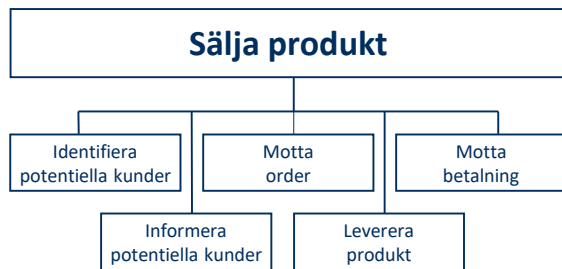 Sälja produkt
Identifiera
potentiella kunder
Motta
order
Motta
betalning
Informera
potentiella kunder
Leverera
produkt